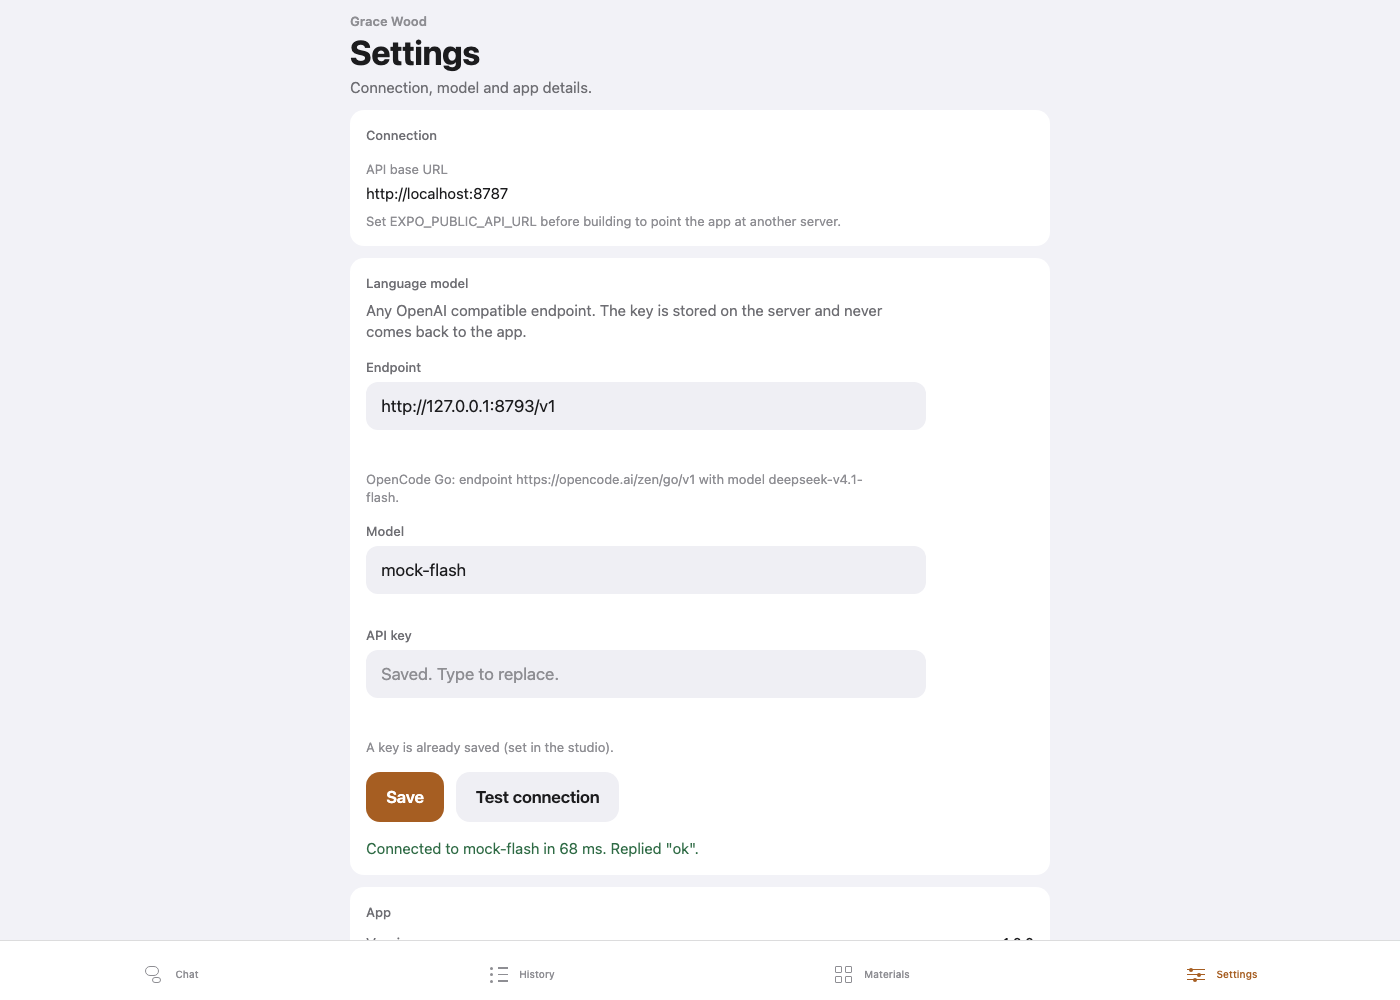 Grace Wood
Settings
Connection, model and app details.
Connection
API base URL
http://localhost:8787
Set EXPO_PUBLIC_API_URL before building to point the app at another server.
Language model
Any OpenAI compatible endpoint. The key is stored on the server and never
comes back to the app.
Endpoint
http://127.0.0.1:8793/v1
OpenCode Go: endpoint https://opencode.ai/zen/go/v1 with model deepseek-v4.1-
flash.
Model
mock-flash
API key
Saved. Type to replace.
A key is already saved (set in the studio).
Save Test connection
Connected to mock-flash in 68 ms. Replied "ok".
App
Chat History Materials Settings